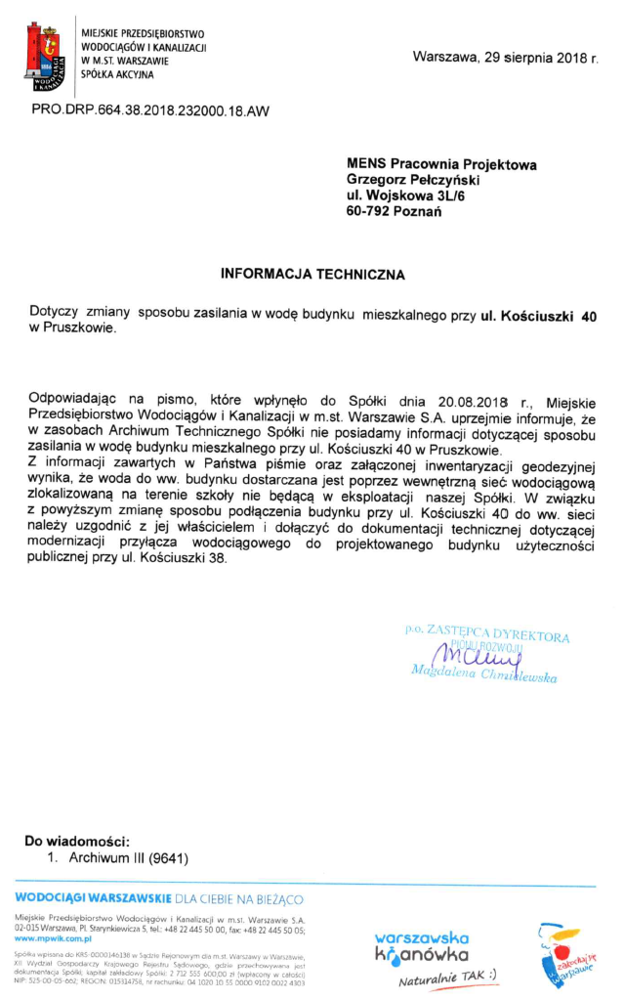 MIEJSKIE PRZEDSIĘBIORSTWO
WODOCIĄGÓW I KANALIZACJI
W M.ST. WARSZAWIE
SPÓŁKA AKCYJNA
1886
WODOCIĄGI
I KANALIZACJA
Warszawa, 29 sierpnia 2018 r.
PRO.DRP.664.38.2018.232000.18.AW
MENS Pracownia Projektowa
Grzegorz Pełczyński
ul. Wojskowa 3L/6
60-792 Poznań
INFORMACJA TECHNICZNA
Dotyczy zmiany sposobu zasilania w wodę budynku mieszkalnego przy ul. Kościuszki 40
w Pruszkowie.
Odpowiadając na pismo, które wpłynęło do Spółki dnia 20.08.2018 r., Miejskie
Przedsiębiorstwo Wodociągów i Kanalizacji w m.st. Warszawie S.A. uprzejmie informuje, że
w zasobach Archiwum Technicznego Spółki nie posiadamy informacji dotyczącej sposobu
zasilania w wodę budynku mieszkalnego przy ul. Kościuszki 40 w Pruszkowie.
Z informacji zawartych w Państwa piśmie oraz załączonej inwentaryzacji geodezyjnej
wynika, że woda do ww. budynku dostarczana jest poprzez wewnętrzną sieć wodociągową
zlokalizowaną na terenie szkoły nie będącą w eksploatacji naszej Spółki. W związku
z powyższym zmianę sposobu podłączenia budynku przy ul. Kościuszki 40 do ww. sieci
należy uzgodnić z jej właścicielem i dołączyć do dokumentacji technicznej dotyczącej
modernizacji przyłącza wodociągowego do projektowanego budynku użyteczności
publicznej przy ul. Kościuszki 38.
p.o. ZASTĘPCA DYREKTORA
PIONU ROZWOJU
Magdalena Chmielewska
Do wiadomości:
1. Archiwum III (9641)
WODOCIĄGI WARSZAWSKIE DLA CIEBIE NA BIEŻĄCO
Miejskie Przedsiębiorstwo Wodociągów i Kanalizacji w m.st. Warszawie S.A.
02-015 Warszawa, Pl. Starynkiewicza 5, tel.: +48 22 445 50 00, fax: +48 22 445 50 05;
www.mpwik.com.pl
Spółka wpisana do KRS-0000146138 w Sądzie Rejonowym dla m.st. Warszawy w Warszawie,
XII Wydział Gospodarczy Krajowego Rejestru Sądowego, gdzie przechowywana jest
dokumentacja Spółki, kapitał zakładowy Spółki: 2 712 555 600,00 zł (wpłacony w całości)
NIP: 525-00-05-662; REGON: 015314758, nr rachunku: 04 1020 10 55 0000 9102 0022 4303
warszawska
kranówka
Naturalnie TAK :)
zakochaj się
w Warszawie